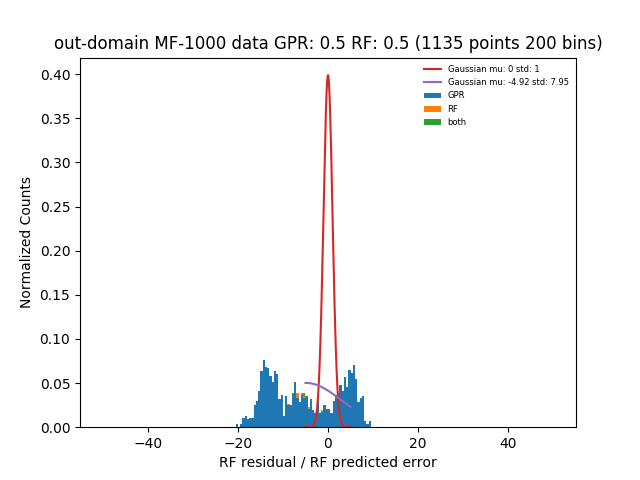 out-domain MF-1000 data GPR: 0.5 RF: 0.5 (1135 points 200 bins)
Gaussian mu: 0 std: 1
Gaussian mu: -4.92 std: 7.95
GPR
RF
both
0.40
0.35
0.30
0.25
0.20
0.15
0.10
0.05
0.00
Normalized Counts
−40
−20
0
20
40
RF residual / RF predicted error